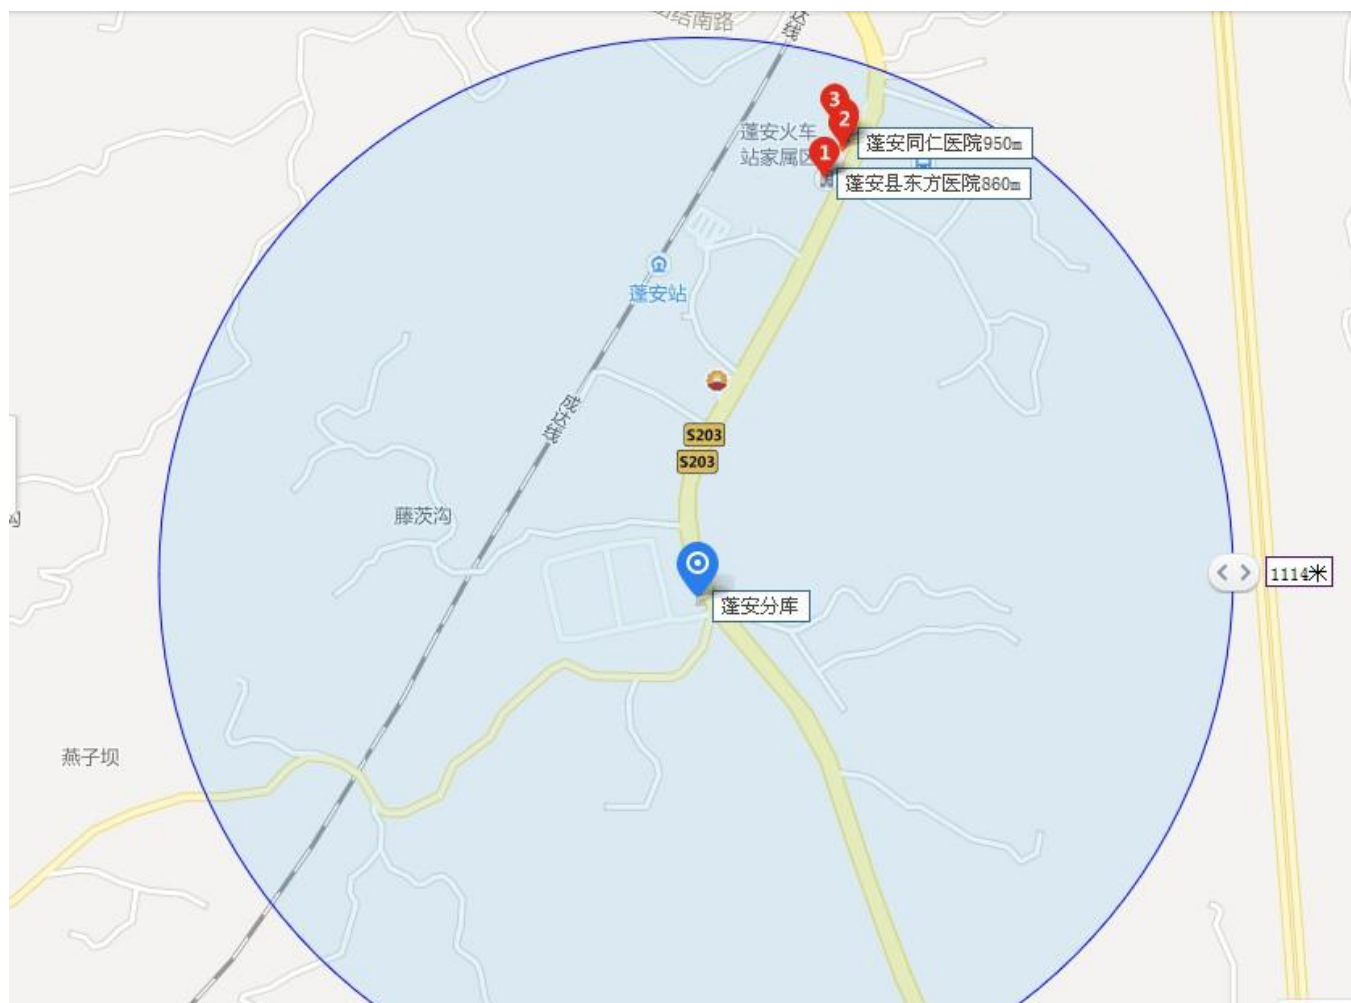 结南路
达线
3
2
蓬安火车
站家属区
1
蓬安同仁医院950m
蓬安县东方医院860m
蓬安站
成达线
S203
S203
藤茨沟
1114米
蓬安分库
燕子坝